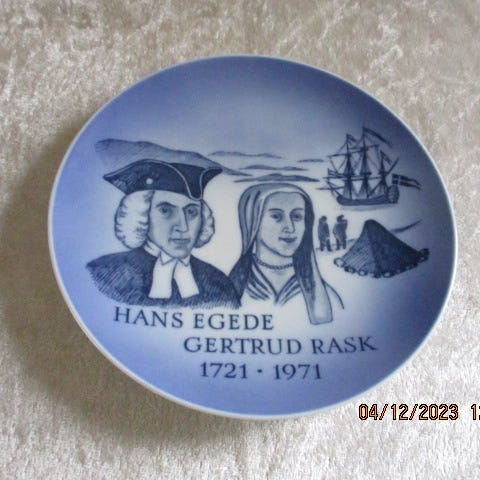 HANS EGEDE
GERTRUD RASK
1721 · 1971
04/12/2023